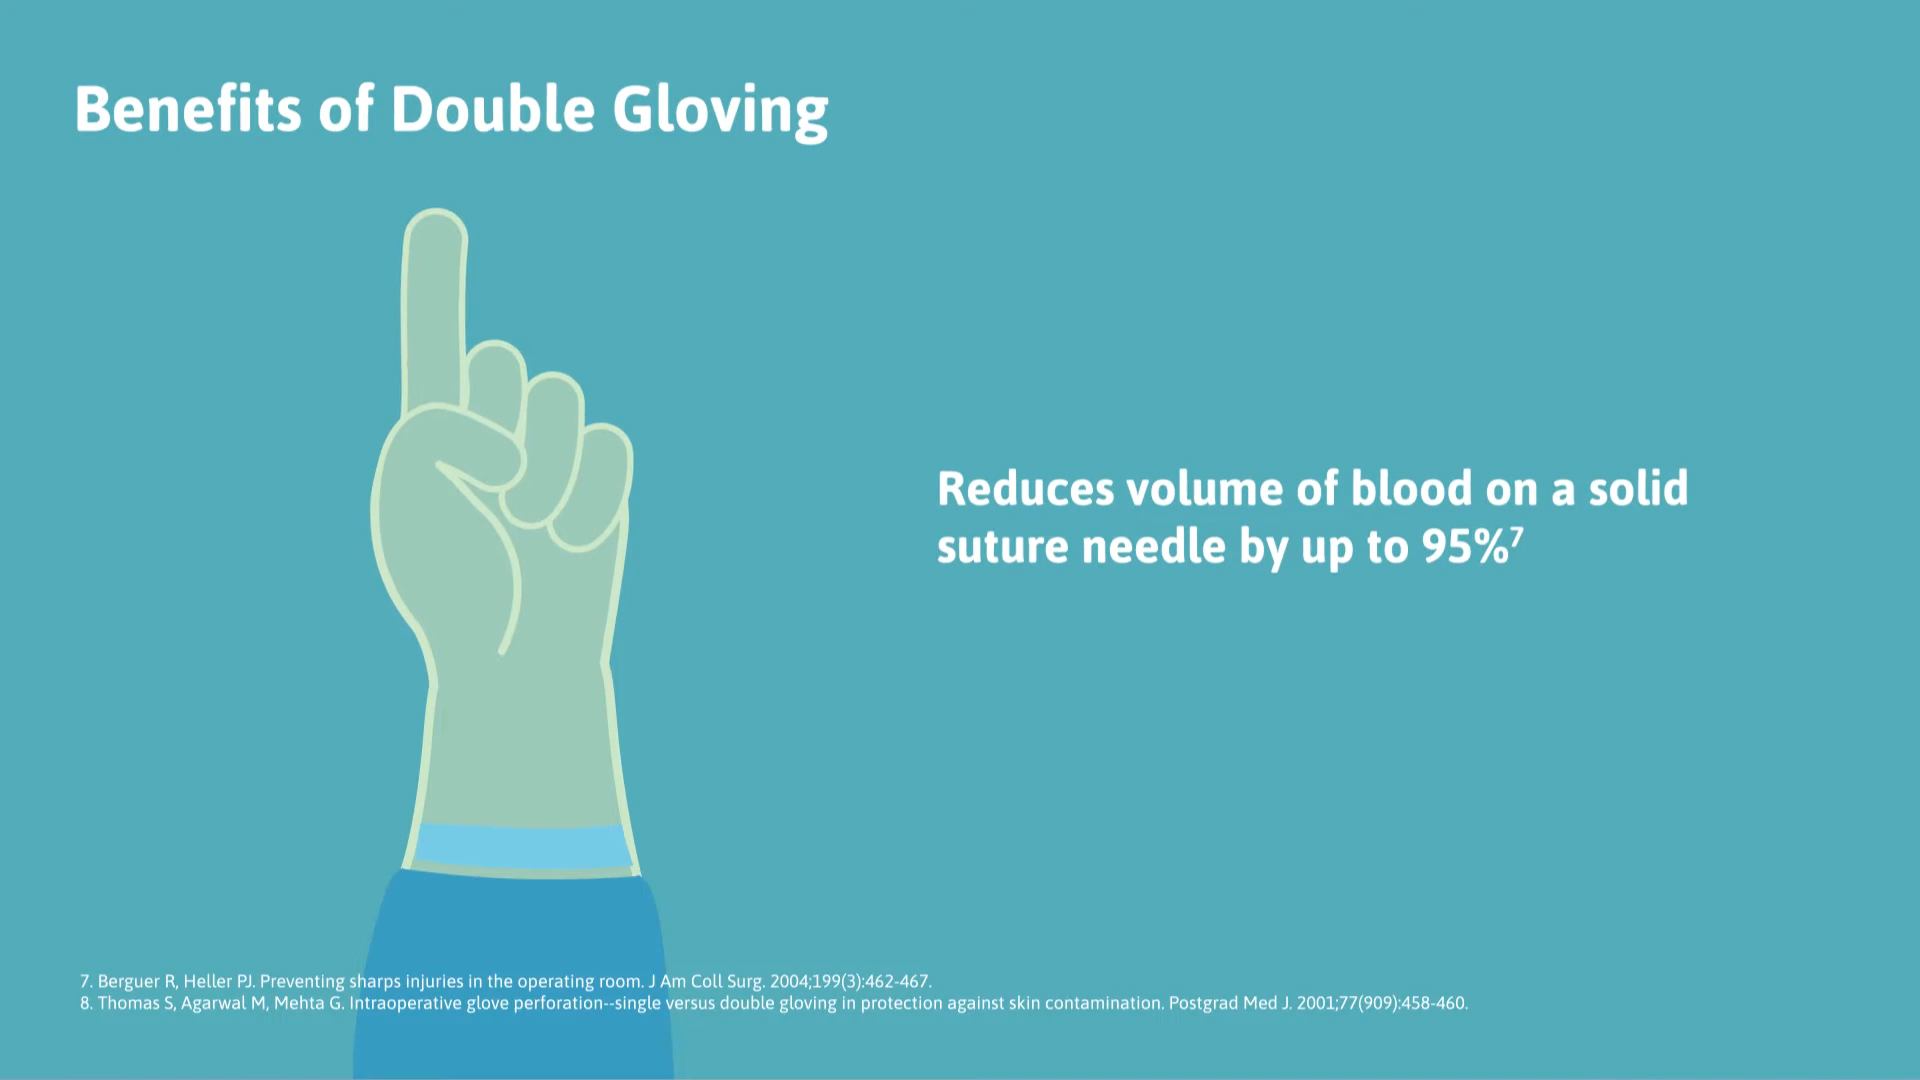 Benefits of Double Gloving
Reduces volume of blood on a solid
suture needle by up to 95%⁷
7. Berguer R, Heller PJ. Preventing sharps injuries in the operating room. J Am Coll Surg. 2004;199(3):462-467.
8. Thomas S, Agarwal M, Mehta G. Intraoperative glove perforation--single versus double gloving in protection against skin contamination. Postgrad Med J. 2001;77(909):458-460.